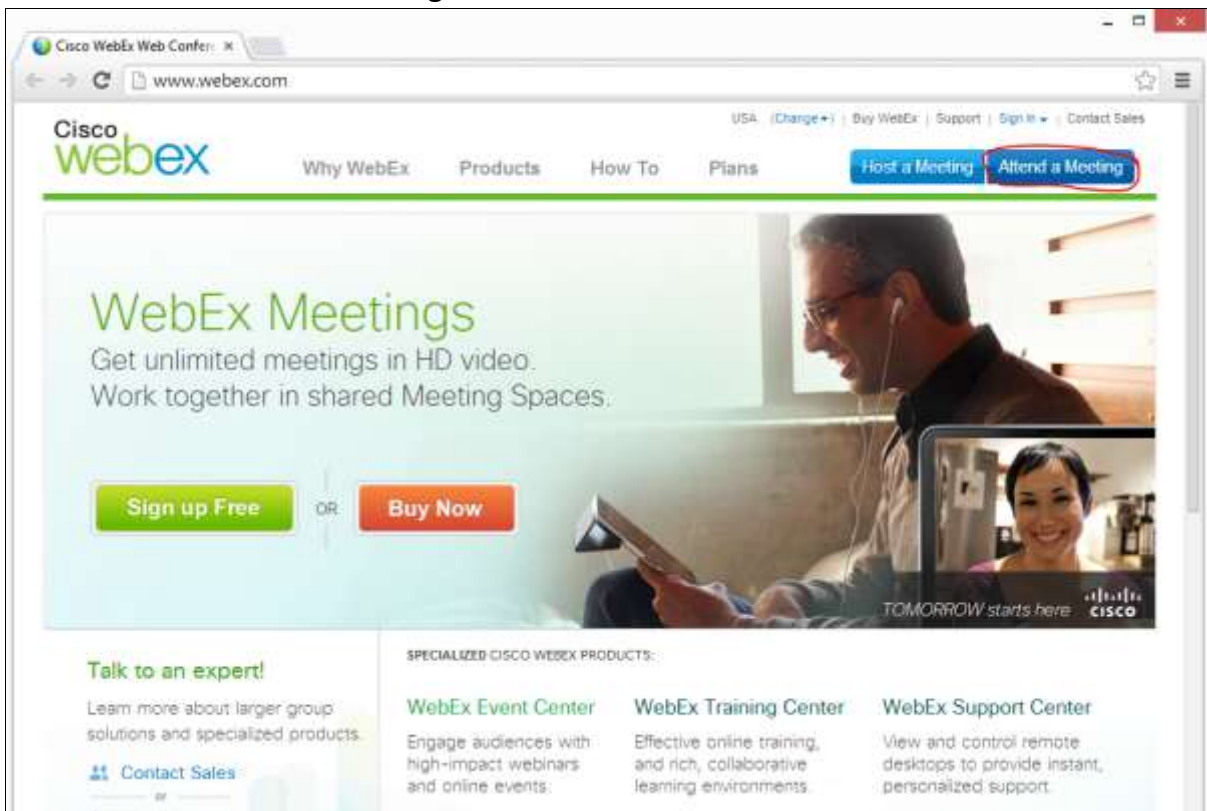 Cisco WebEx Web Confer
www.webex.com
USA (Change) | Buy WebEx | Support | Sign In | Contact Sales
Cisco
webex
Why WebEx Products How To Plans Host a Meeting Attend a Meeting
WebEx Meetings
Get unlimited meetings in HD video.
Work together in shared Meeting Spaces.
Sign up Free OR Buy Now
TOMORROW starts here CISCO
Talk to an expert!
Learn more about larger group
solutions and specialized products
Contact Sales
or
SPECIALIZED CISCO WEBEX PRODUCTS:
WebEx Event Center
Engage audiences with
high-impact webinars
and online events.
WebEx Training Center
Effective online training,
and rich, collaborative
learning environments.
WebEx Support Center
View and control remote
desktops to provide instant,
personalized support.